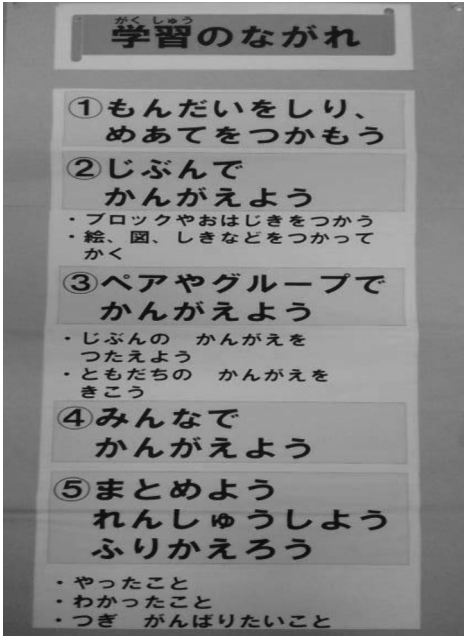 がくしゅう
学習のながれ
①もんだいをしり、
めあてをつかもう
②じぶんで
かんがえよう
・ブロックやおはじきをつかう
・絵、図、しきなどをつかって
かく
③ペアやグループで
かんがえよう
・じぶんの　かんがえを
つたえよう
・ともだちの　かんがえを
きこう
④みんなで
かんがえよう
⑤まとめよう
れんしゅうしよう
ふりかえろう
・やったこと
・わかったこと
・つぎ　がんばりたいこと